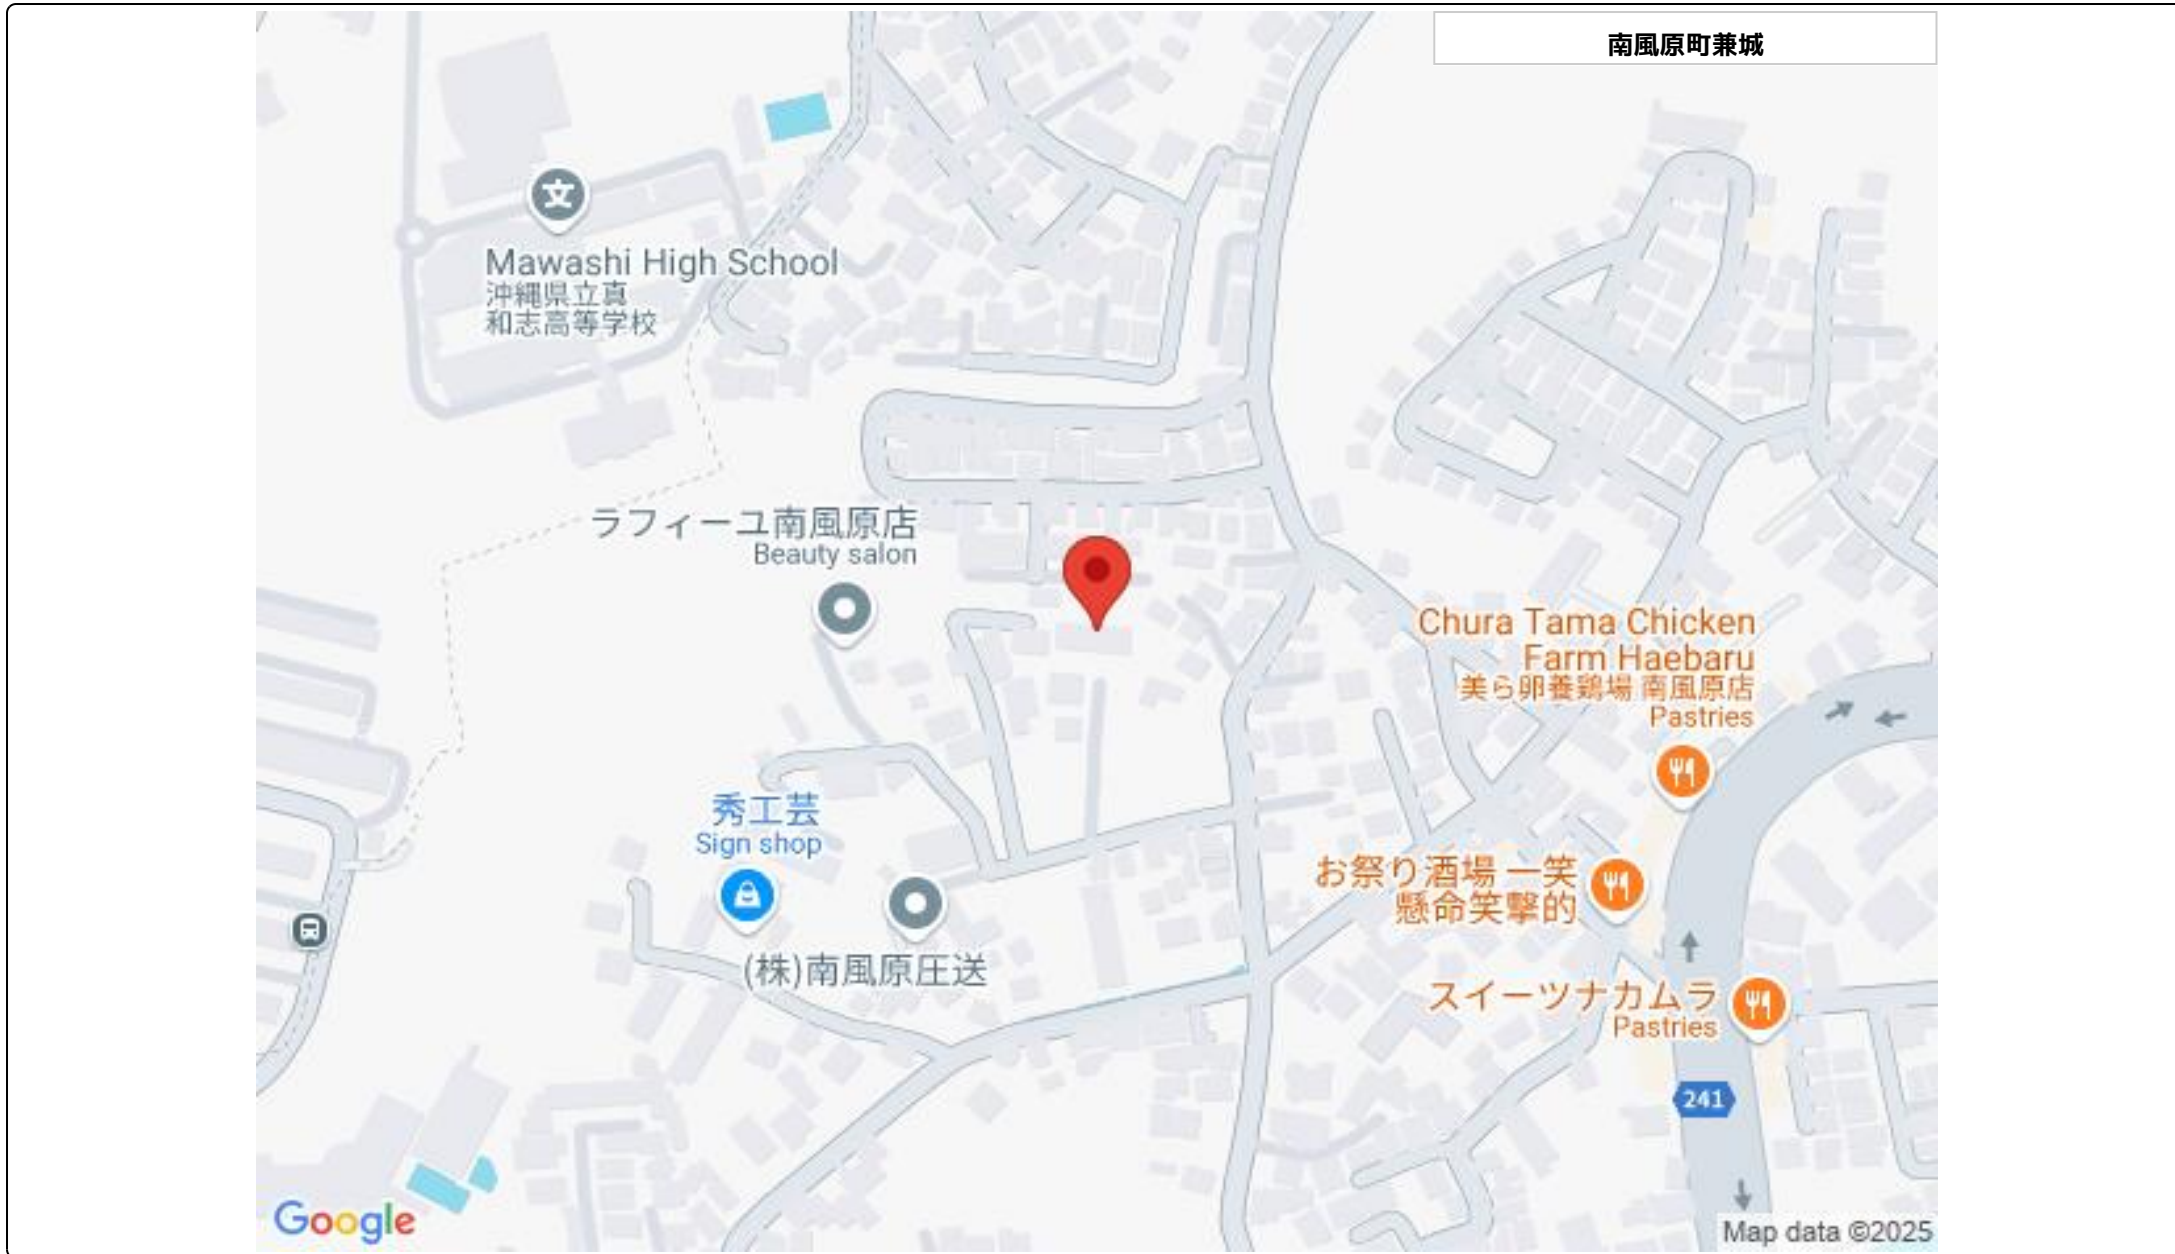 南風原町兼城
文
Mawashi High School
沖縄県立真
和志高等学校
ラフィーユ南風原店
Beauty salon
Chura Tama Chicken
Farm Haebaru
美ら卵養鶏場 南風原店
Pastries
秀工芸
Sign shop
お祭り酒場 一笑
懸命笑撃的
(株)南風原圧送
スイーツナカムラ
Pastries
241
Google
Map data ©2025